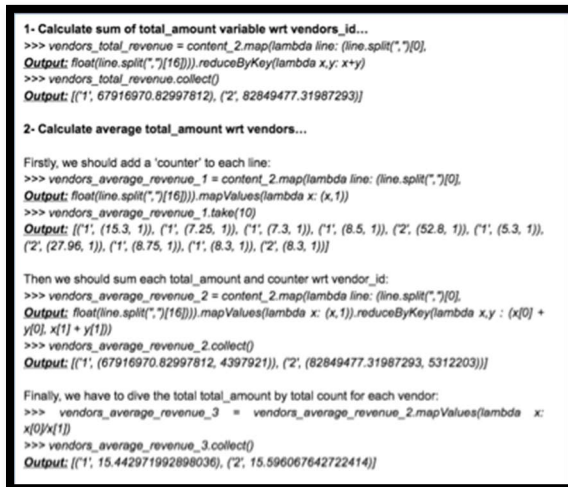 1- Calculate sum of total_amount variable wrt vendors_id...
>>> vendors_total_revenue = content_2.map(lambda line: (line.split(",")[0],
Output: float(line.split(",")[16]))).reduceByKey(lambda x,y: x+y)
>>> vendors_total_revenue.collect()
Output: [('1', 67916970.82997812), ('2', 82849477.31987293)]
2- Calculate average total_amount wrt vendors...
Firstly, we should add a 'counter' to each line:
>>> vendors_average_revenue_1 = content_2.map(lambda line: (line.split(",")[0],
Output: float(line.split(",")[16]))).mapValues(lambda x: (x,1))
>>> vendors_average_revenue_1.take(10)
Output: [('1', (15.3, 1)), ('1', (7.25, 1)), ('1', (7.3, 1)), ('1', (8.5, 1)), ('2', (52.8, 1)), ('1', (5.3, 1)),
('2', (27.96, 1)), ('1', (8.75, 1)), ('1', (8.3, 1)), ('2', (8.3, 1))]
Then we should sum each total_amount and counter wrt vendor_id:
>>> vendors_average_revenue_2 = content_2.map(lambda line: (line.split(",")[0],
Output: float(line.split(",")[16]))).mapValues(lambda x: (x,1)).reduceByKey(lambda x,y : (x[0] +
y[0], x[1] + y[1]))
>>> vendors_average_revenue_2.collect()
Output: [('1', (67916970.82997812, 4397921)), ('2', (82849477.31987293, 5312203))]
Finally, we have to dive the total total_amount by total count for each vendor:
>>> vendors_average_revenue_3 = vendors_average_revenue_2.mapValues(lambda x:
x[0]/x[1])
>>> vendors_average_revenue_3.collect()
Output: [('1', 15.442971992898036), ('2', 15.596067642722414)]